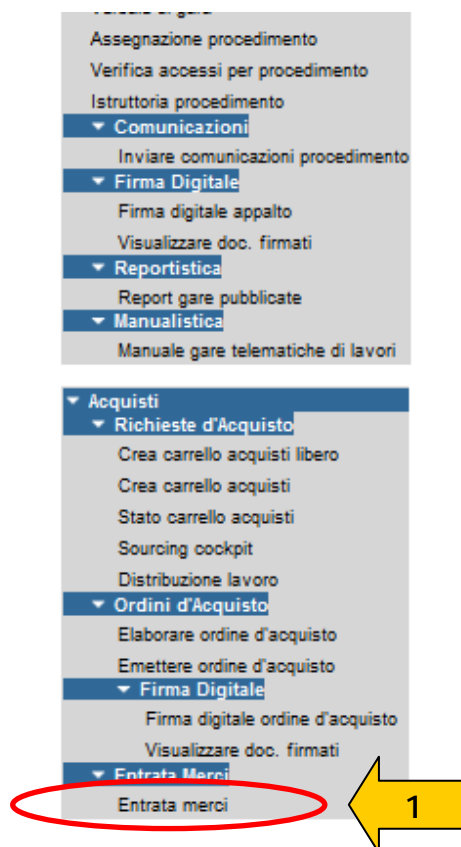 Assegnazione procedimento
Verifica accessi per procedimento
Istruttoria procedimento
Comunicazioni
Inviare comunicazioni procedimento
Firma Digitale
Firma digitale appalto
Visualizzare doc. firmati
Reportistica
Report gare pubblicate
Manualistica
Manuale gare telematiche di lavori
Acquisti
Richieste d'Acquisto
Crea carrello acquisti libero
Crea carrello acquisti
Stato carrello acquisti
Sourcing cockpit
Distribuzione lavoro
Ordini d'Acquisto
Elaborare ordine d'acquisto
Emettere ordine d'acquisto
Firma Digitale
Firma digitale ordine d'acquisto
Visualizzare doc. firmati
Entrata Merci
Entrata merci
1